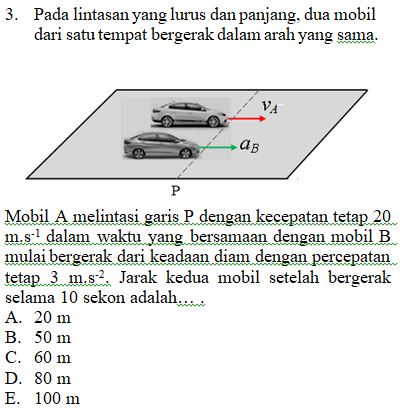 3. Pada lintasan yang lurus dan panjang, dua mobil
dari satu tempat bergerak dalam arah yang sama.
vA
aB
P
Mobil A melintasi garis P dengan kecepatan tetap 20
m.s⁻¹ dalam waktu yang bersamaan dengan mobil B
mulai bergerak dari keadaan diam dengan percepatan
tetap 3 m.s⁻². Jarak kedua mobil setelah bergerak
selama 10 sekon adalah… .
A. 20 m
B. 50 m
C. 60 m
D. 80 m
E. 100 m